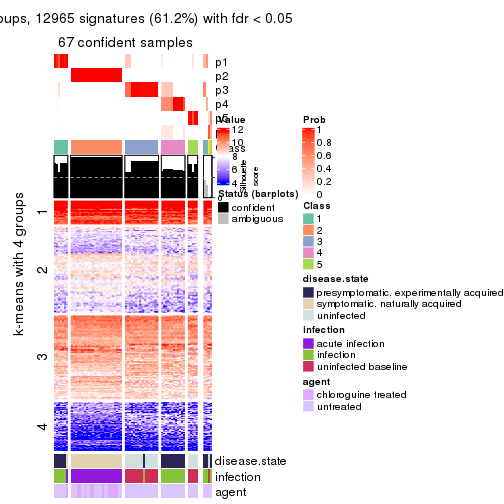 oups, 12965 signatures (61.2%) with fdr < 0.05
67 confident samples
p1
p2
p3
p4
p5
Class
Value
12
10
8
6
4
Silhouette
score
Status (barplots)
confident
ambiguous
Prob
1
0.8
0.6
0.4
0.2
0
Class
1
2
3
4
5
disease.state
presymptomatic, experimentally acquired
symptomatic, naturally acquired
uninfected
infection
acute infection
infection
uninfected baseline
agent
chloroguine treated
untreated
k-means with 4 groups
1
2
3
4
disease.state
infection
agent